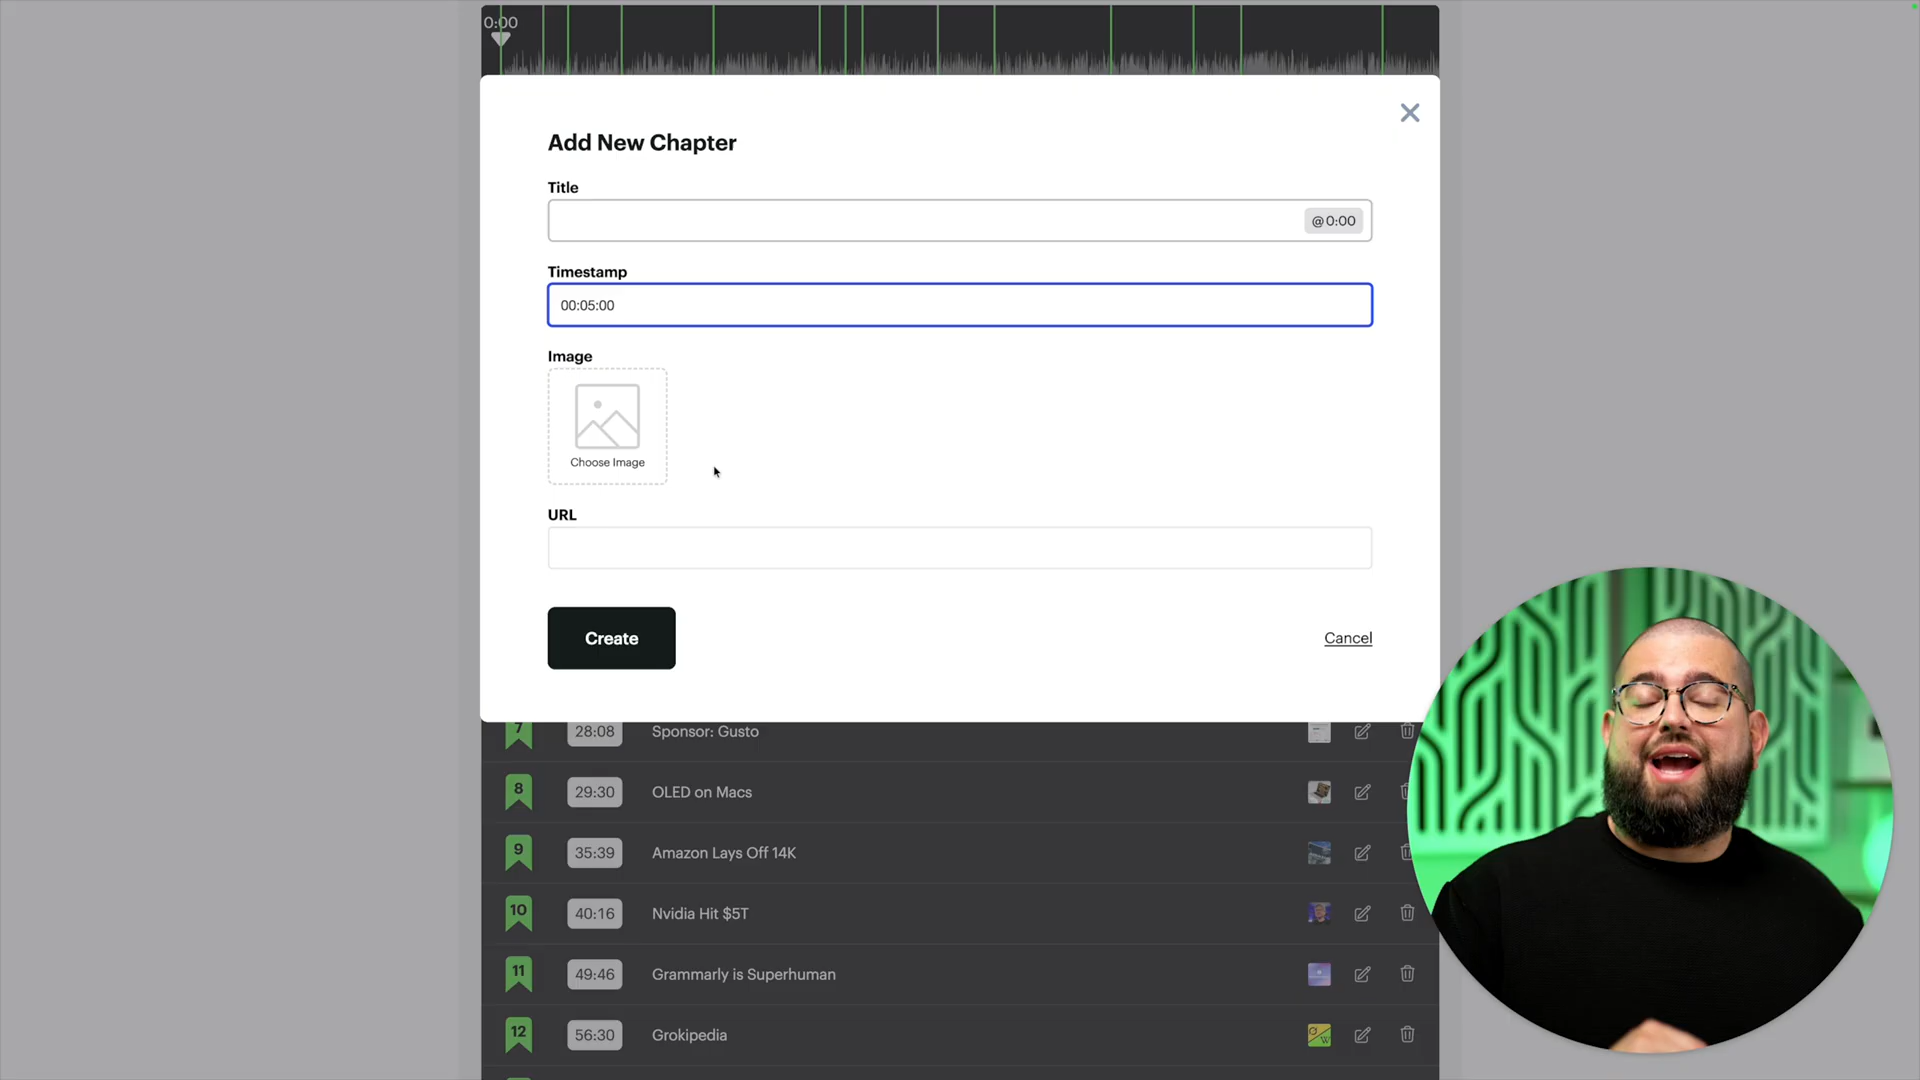 0:00
Add New Chapter
Title
@0:00
Timestamp
00:05:00
Image
Choose Image
URL
Create
Cancel
7 28:08 Sponsor: Gusto
8 29:30 OLED on Macs
9 35:39 Amazon Lays Off 14K
10 40:16 Nvidia Hit $5T
11 49:46 Grammarly is Superhuman
12 56:30 Grokipedia